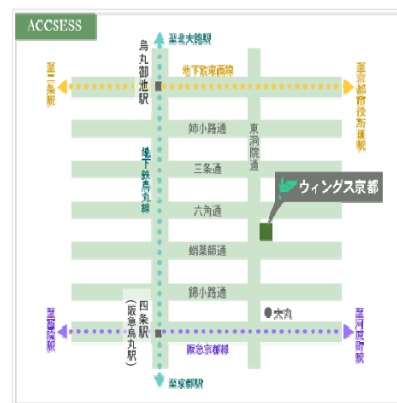 ACCSESS
至北大路駅
烏丸御池駅
地下鉄東西線
至二条駅
至京都市役所前駅
姉小路通
東洞院通
地下鉄烏丸線
三条通
ウィングス京都
六角通
蛸薬師通
錦小路通
大丸
四条駅
(阪急烏丸駅)
至河原町駅
阪急京都線
至京都駅